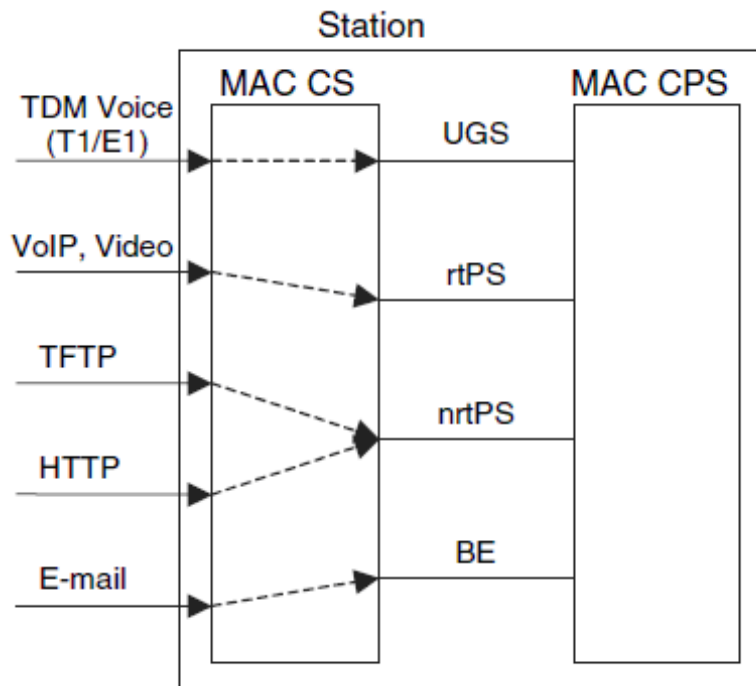 Station
MAC CS
MAC CPS
TDM Voice
(T1/E1)
UGS
VoIP, Video
rtPS
TFTP
nrtPS
HTTP
BE
E-mail